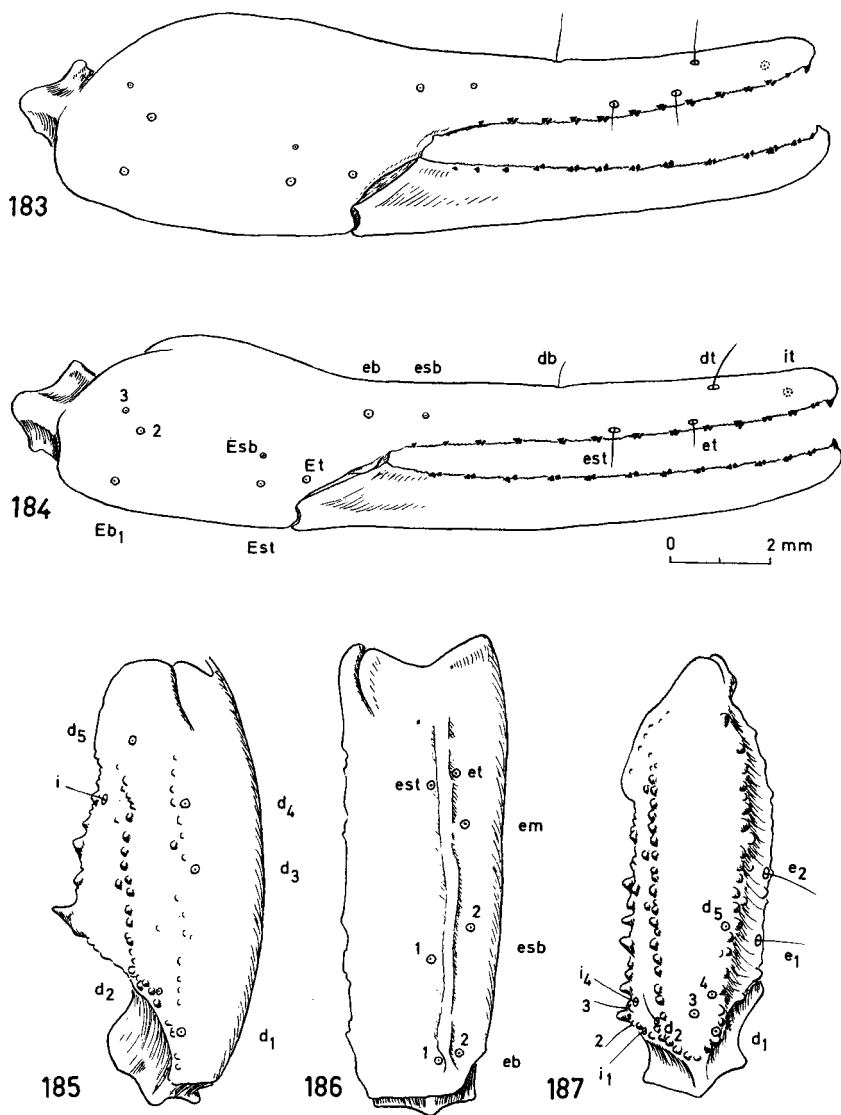 183
eb esb db dt it
3
2
Esb Et est et
184
Eb1
Est
0 2 mm
d5
i
d4
d3
d2
d1
185
est et
em
2
1 esb
1 2
eb
186
e2
d5
i4
e1
3 3 4
2 d2
i1 d1
187